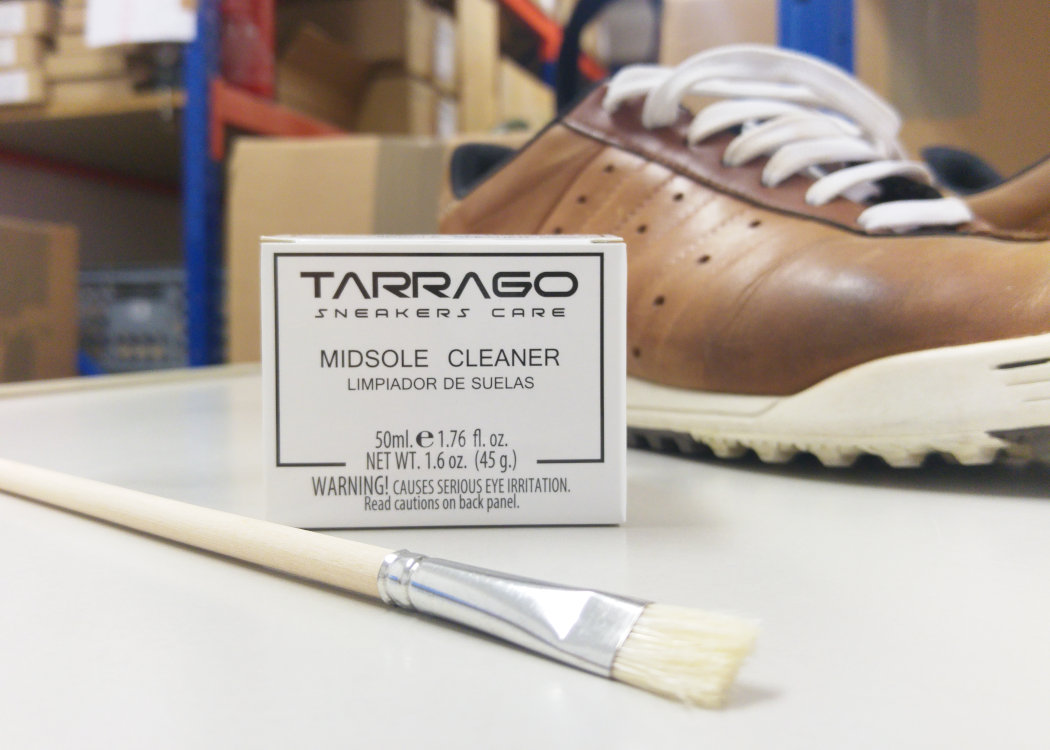 TARRAGO
SNEAKERS CARE
MIDSOLE CLEANER
LIMPIADOR DE SUELAS
50ml. ℮ 1.76 fl. oz.
NET WT. 1.6 oz. (45 g.)
WARNING! CAUSES SERIOUS EYE IRRITATION.
Read cautions on back panel.